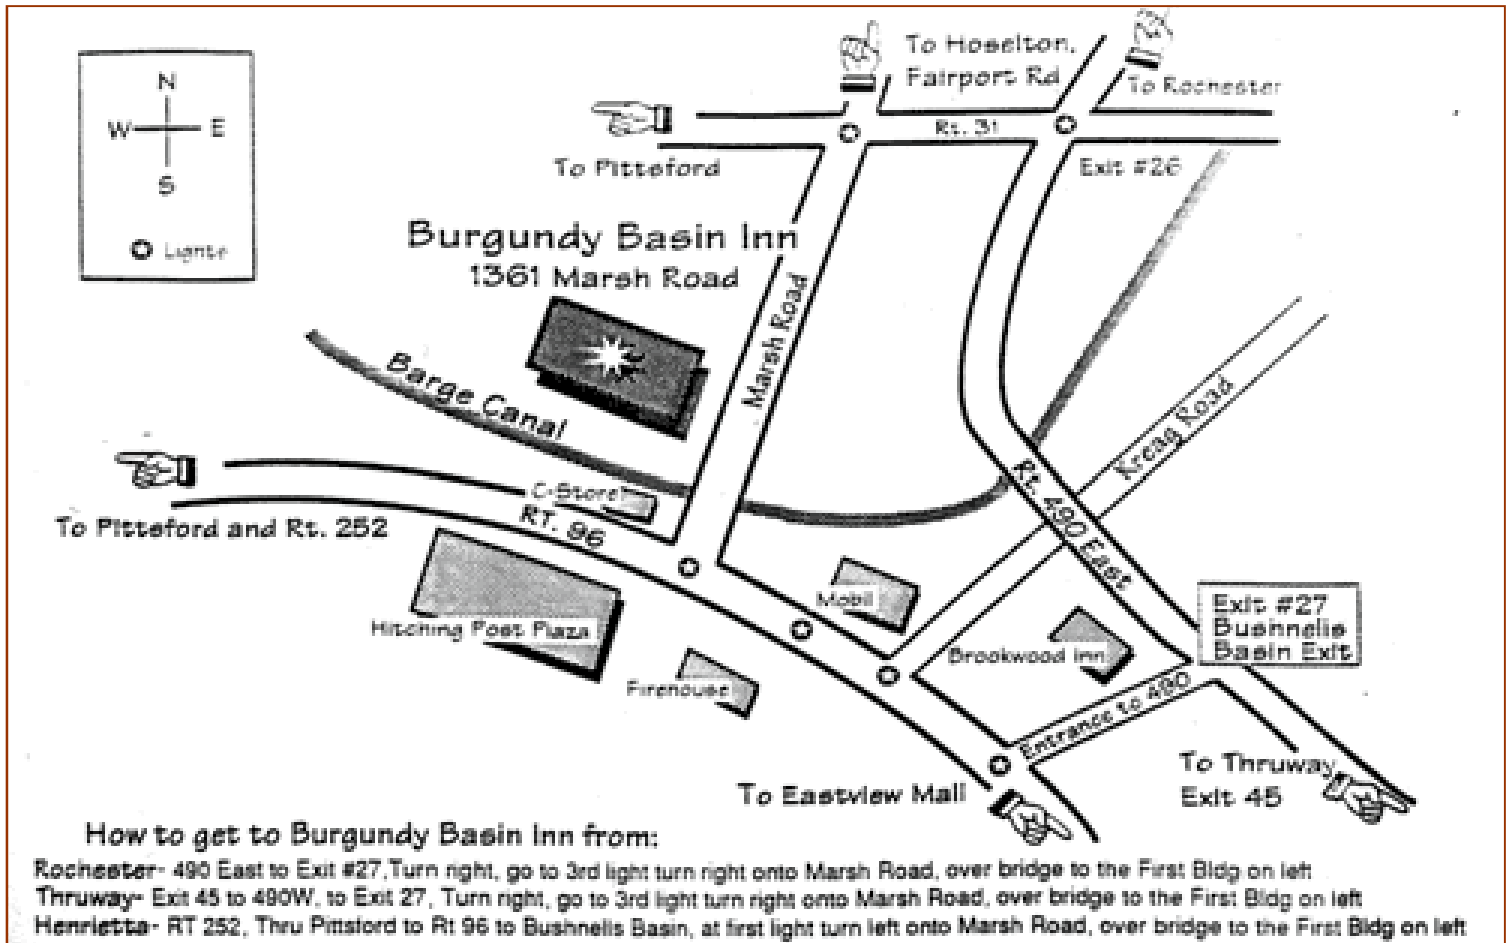 N
W E
S
Lights
To Hoselton,
Fairport Rd
To Rochester
Rt. 31
To Pittsford
Exit #26
Burgundy Basin Inn
1361 Marsh Road
Marsh Road
Barge Canal
Kreag Road
C-Store
To Pittsford and Rt. 252
RT. 96
Rt. 490 East
Mobil
Hitching Post Plaza
Brookwood Inn
Exit #27
Bushnells
Basin Exit
Firehouse
Entrance to 490
To Thruway
Exit 45
To Eastview Mall
How to get to Burgundy Basin Inn from:
Rochester- 490 East to Exit #27,Turn right, go to 3rd light turn right onto Marsh Road, over bridge to the First Bldg on left
Thruway- Exit 45 to 490W, to Exit 27, Turn right, go to 3rd light turn right onto Marsh Road, over bridge to the First Bldg on left
Henrietta- RT 252, Thru Pittsford to Rt 96 to Bushnells Basin, at first light turn left onto Marsh Road, over bridge to the First Bldg on left